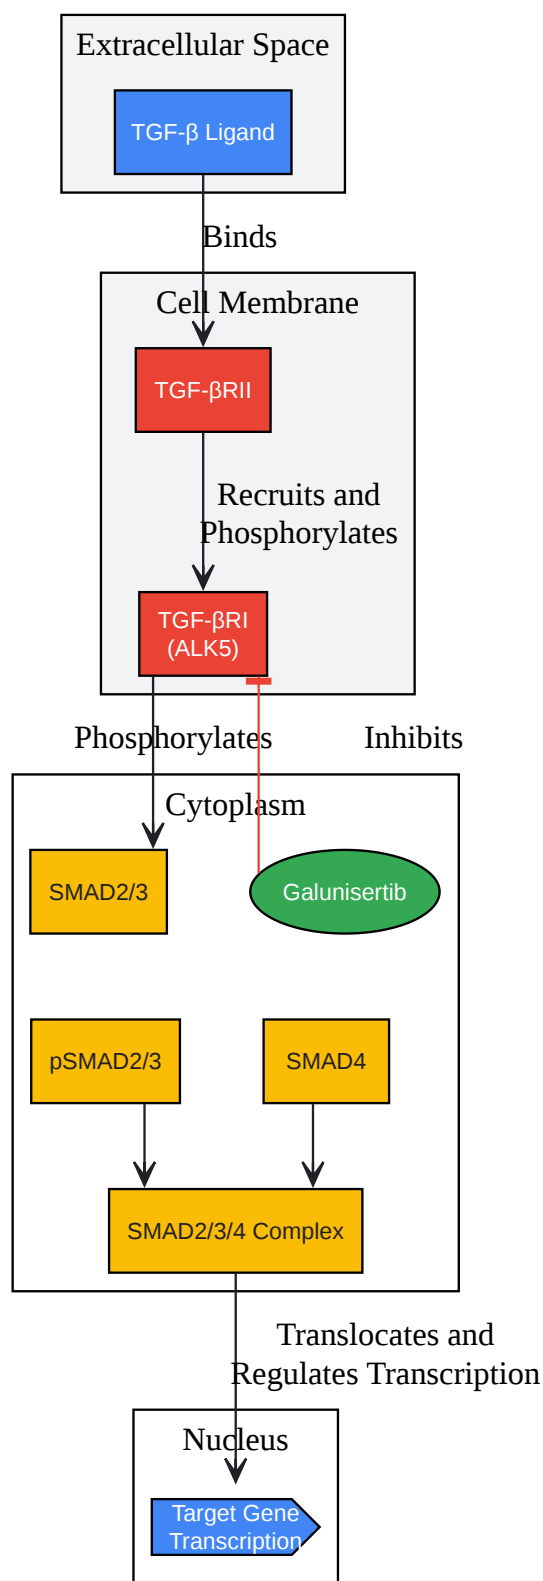 Extracellular Space
TGF-β Ligand
Binds
Cell Membrane
TGF-βRII
Recruits and
Phosphorylates
TGF-βRI
(ALK5)
Phosphorylates
Inhibits
Cytoplasm
SMAD2/3
Galunisertib
pSMAD2/3
SMAD4
SMAD2/3/4 Complex
Translocates and
Regulates Transcription
Nucleus
Target Gene
Transcription